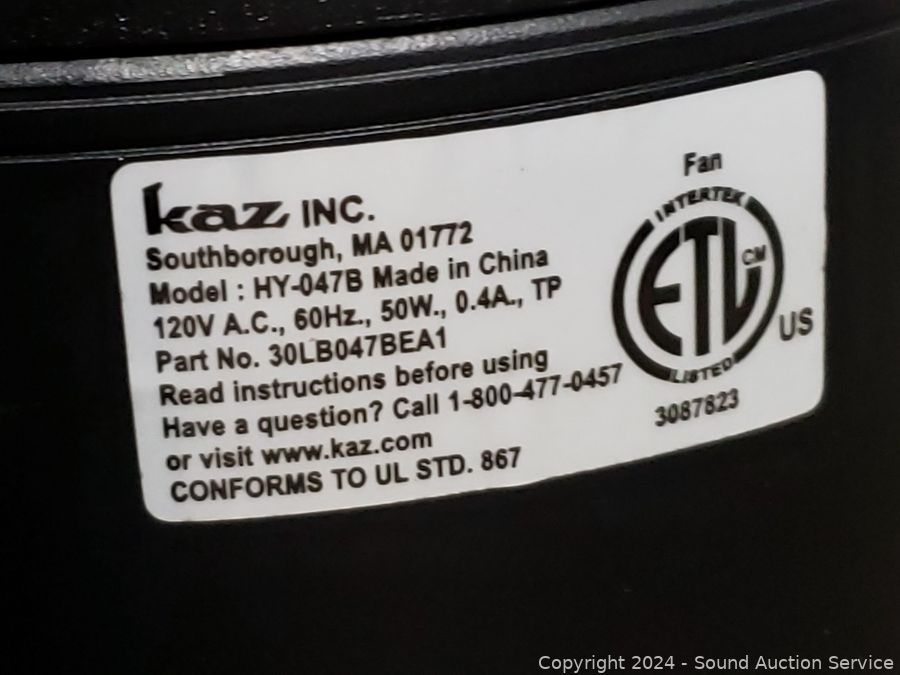 kaz INC.
Southborough, MA 01772
Model : HY-047B Made in China
120V A.C., 60Hz., 50W., 0.4A., TP
Part No. 30LB047BEA1
Read instructions before using
Have a question? Call 1-800-477-0457
or visit www.kaz.com
CONFORMS TO UL STD. 867
Fan
INTERTEK
ETL CM
LISTED
US
3087823
Copyright 2024 - Sound Auction Service